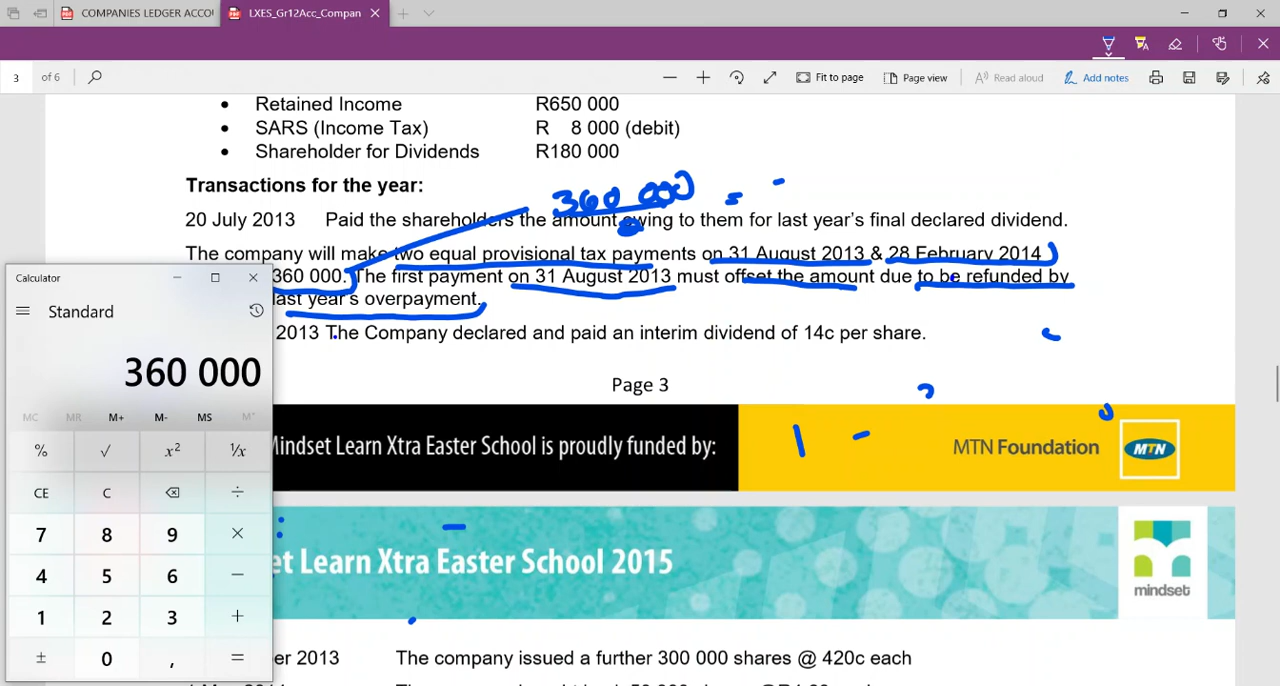 COMPANIES LEDGER ACCOU
LXES_Gr12Acc_Compan
3 of 6
Fit to page
Page view
Read aloud
Add notes
• Retained Income R650 000
• SARS (Income Tax) R 8 000 (debit)
• Shareholder for Dividends R180 000
Transactions for the year:
360 000
20 July 2013 Paid the shareholders the amount owing to them for last year's final declared dividend.
The company will make two equal provisional tax payments on 31 August 2013 & 28 February 2014
360 000. The first payment on 31 August 2013 must offset the amount due to be refunded by
last year's overpayment.
2013 The Company declared and paid an interim dividend of 14c per share.
Page 3
Mindset Learn Xtra Easter School is proudly funded by:
MTN Foundation
MTN
et Learn Xtra Easter School 2015
mindset
er 2013 The company issued a further 300 000 shares @ 420c each
Calculator
Standard
360 000
MC MR M+ M- MS M˅
% √ x² ¹/x
CE C ÷
7 8 9 ×
4 5 6 −
1 2 3 +
± 0 , =